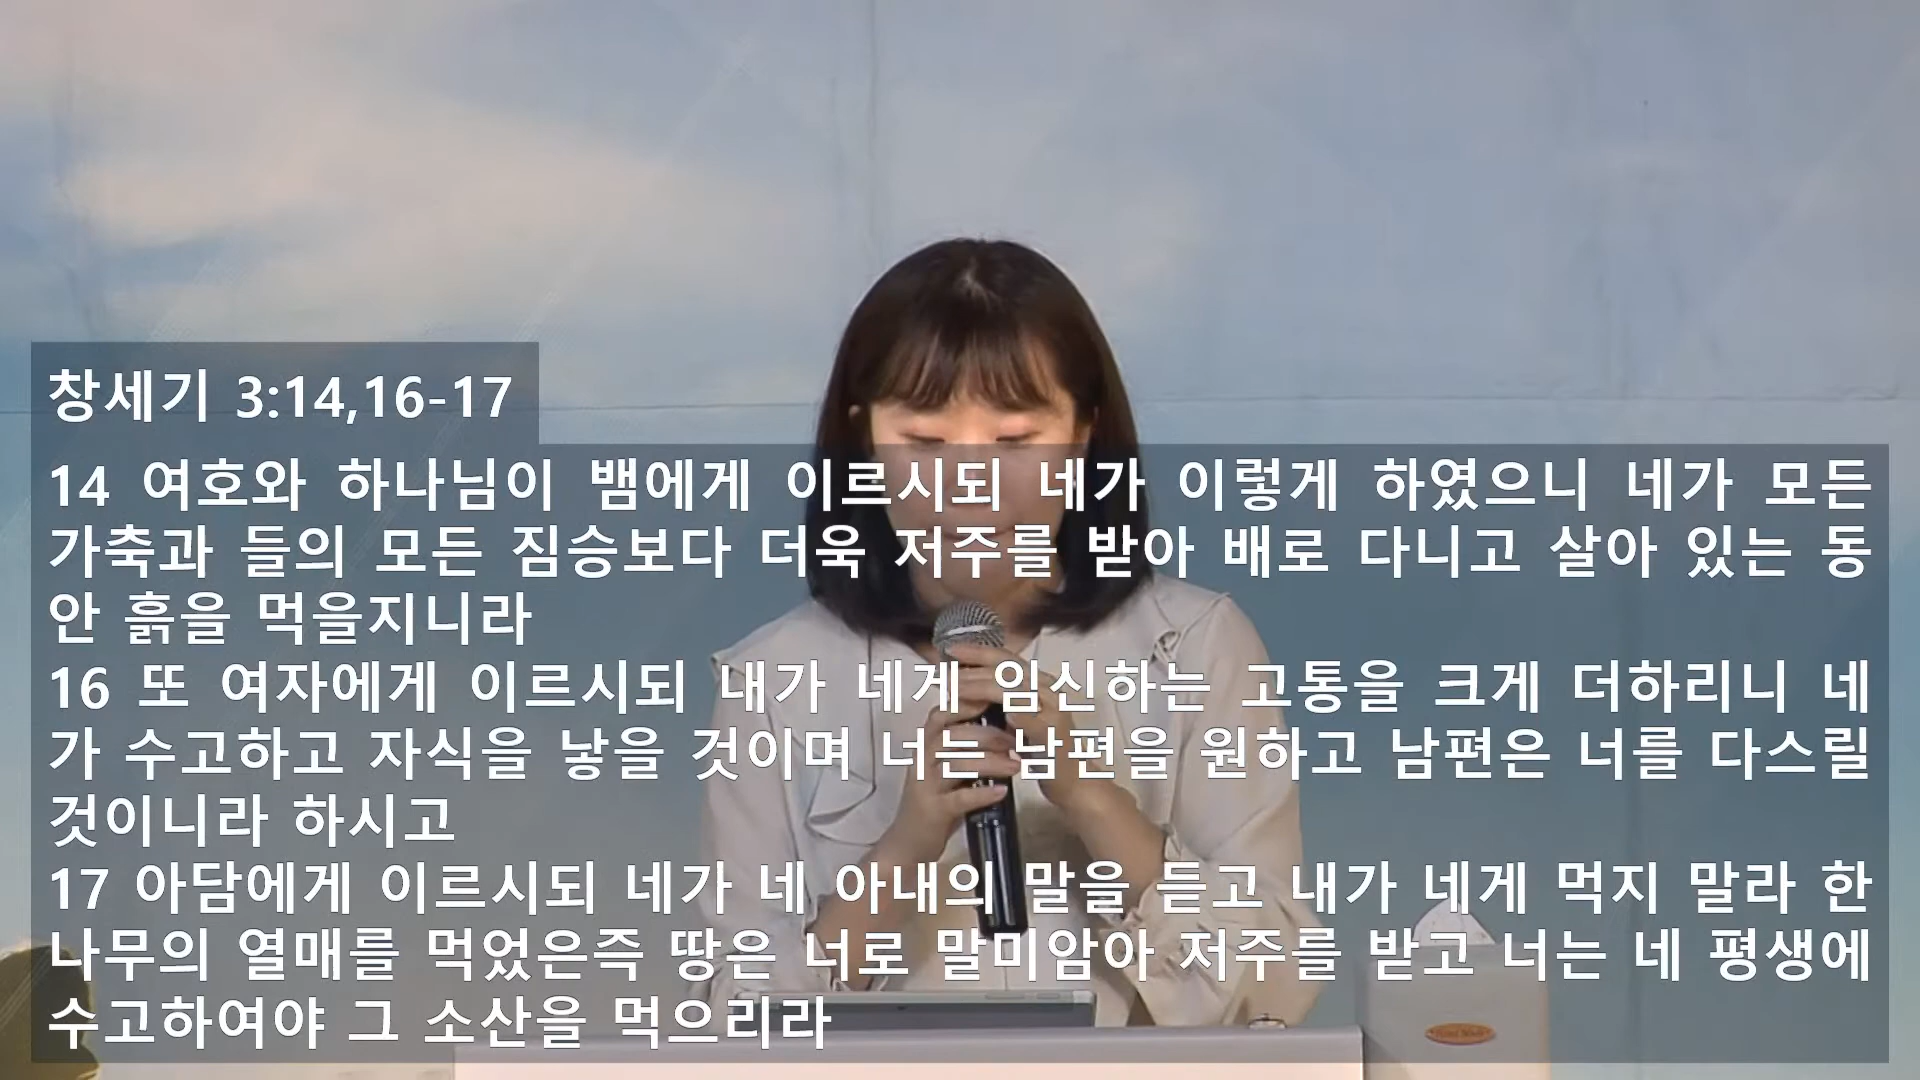 창세기 3:14,16-17
14 여호와 하나님이 뱀에게 이르시되 네가 이렇게 하였으니 네가 모든
가축과 들의 모든 짐승보다 더욱 저주를 받아 배로 다니고 살아 있는 동
안 흙을 먹을지니라
16 또 여자에게 이르시되 내가 네게 임신하는 고통을 크게 더하리니 네
가 수고하고 자식을 낳을 것이며 너는 남편을 원하고 남편은 너를 다스릴
것이니라 하시고
17 아담에게 이르시되 네가 네 아내의 말을 듣고 내가 네게 먹지 말라 한
나무의 열매를 먹었은즉 땅은 너로 말미암아 저주를 받고 너는 네 평생에
수고하여야 그 소산을 먹으리라